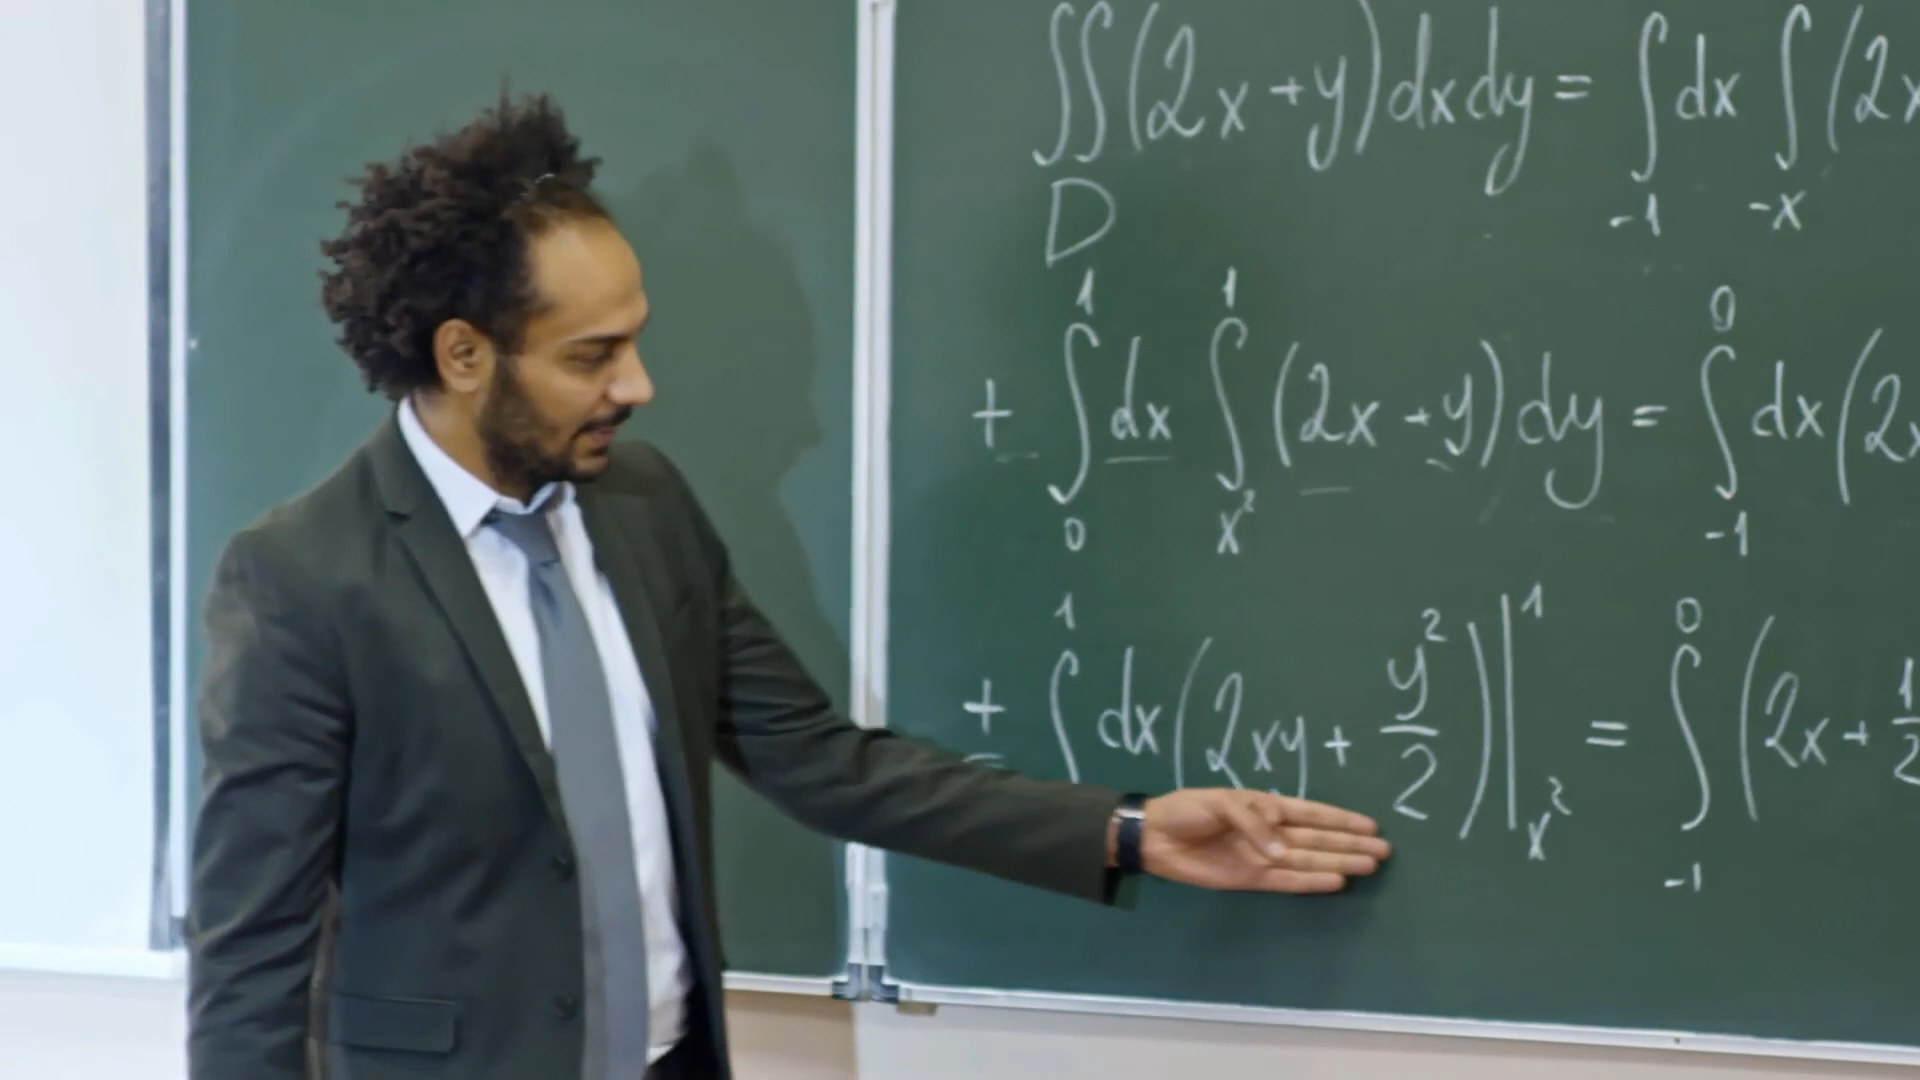 ∬(2x+y)dxdy = ∫dx ∫(2x
D -1 -x
1 1 0
+ ∫dx ∫(2x+y)dy = ∫dx(2x
0 x² -1
1 1 0
+ ∫dx(2xy + y²/2)| = ∫(2x + 1/2
x² -1